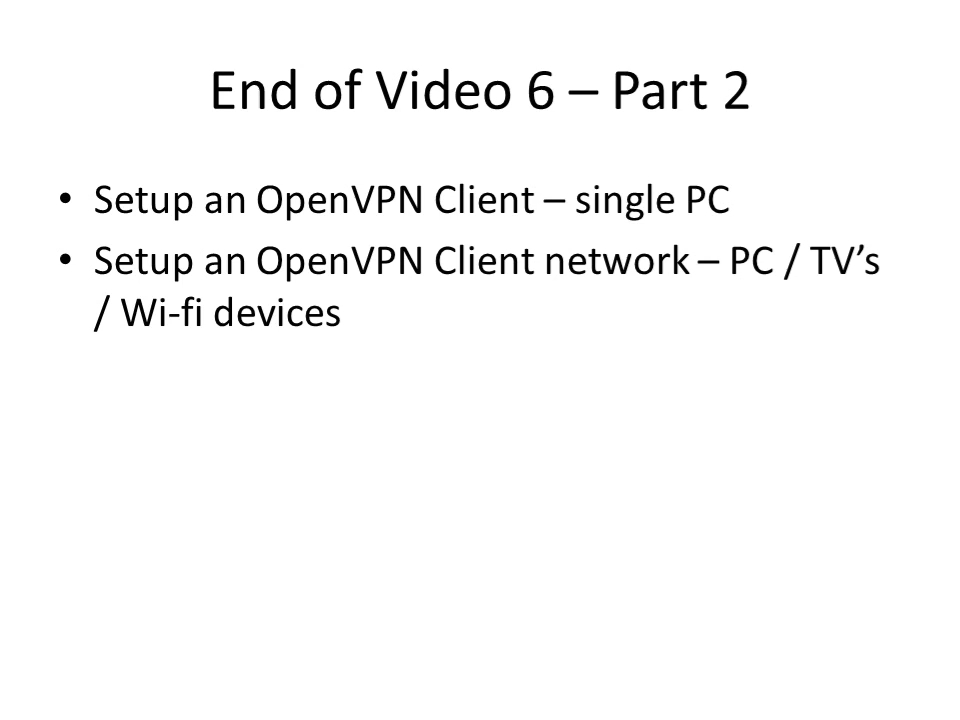 End of Video 6 – Part 2
• Setup an OpenVPN Client – single PC
• Setup an OpenVPN Client network – PC / TV’s
/ Wi-fi devices